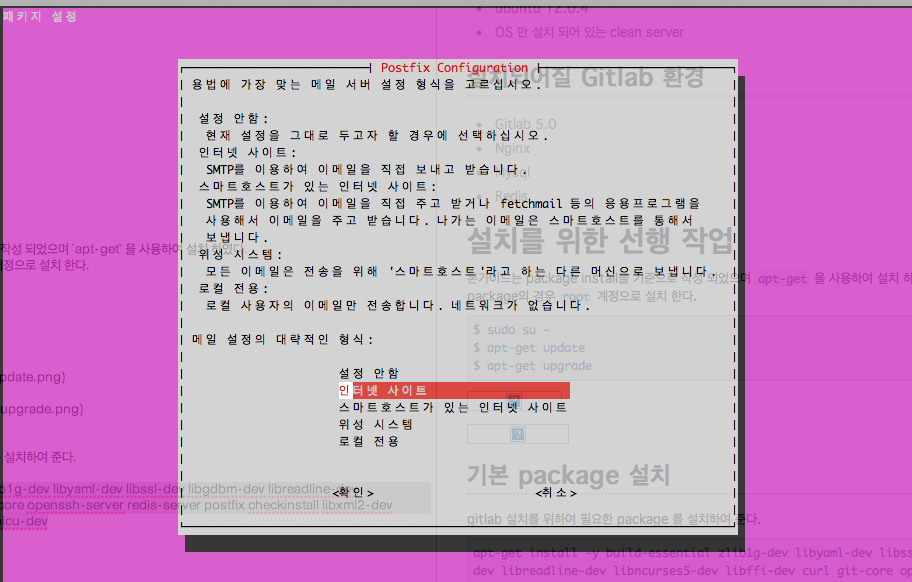 패키지 설정
Postfix Configuration
용법에 가장 맞는 메일 서버 설정 형식을 고르십시오.
설정 안함:
현재 설정을 그대로 두고자 할 경우에 선택하십시오.
인터넷 사이트:
SMTP를 이용하여 이메일을 직접 보내고 받습니다.
스마트호스트가 있는 인터넷 사이트:
SMTP를 이용하여 이메일을 직접 주고 받거나 fetchmail 등의 응용프로그램을
사용해서 이메일을 주고 받습니다. 나가는 이메일은 스마트호스트를 통해서
보냅니다.
위성 시스템:
모든 이메일은 전송을 위해 '스마트호스트'라고 하는 다른 머신으로 보냅니다.
로컬 전용:
로컬 사용자의 이메일만 전송합니다. 네트워크가 없습니다.
메일 설정의 대략적인 형식:
설정 안함
인터넷 사이트
스마트호스트가 있는 인터넷 사이트
위성 시스템
로컬 전용
<확인>
<취소>
작성 되었으며 `apt-get` 을 사용하여 설치 하였다.
정으로 설치 한다.
pdate.png)
upgrade.png)
설치하여 준다.
b1g-dev libyaml-dev libssl-dev libgdbm-dev libreadline-dev
core openssh-server redis-server postfix checkinstall libxml2-dev
icu-dev
ubuntu 12.0.4
OS 만 설치 되어 있는 clean server
설치되어질 Gitlab 환경
Gitlab 5.0
Nginx
Mysql
Redis
설치를 위한 선행 작업
본가이드는 package install를 기준으로 작성 되었으며 apt-get 을 사용하여 설치 하
package의 경우 root 계정으로 설치 한다.
$ sudo su -
$ apt-get update
$ apt-get upgrade
기본 package 설치
gitlab 설치를 위하여 필요한 package 를 설치하여 준다.
apt-get install -y build-essential zlib1g-dev libyaml-dev libss
dev libreadline-dev libncurses5-dev libffi-dev curl git-core op